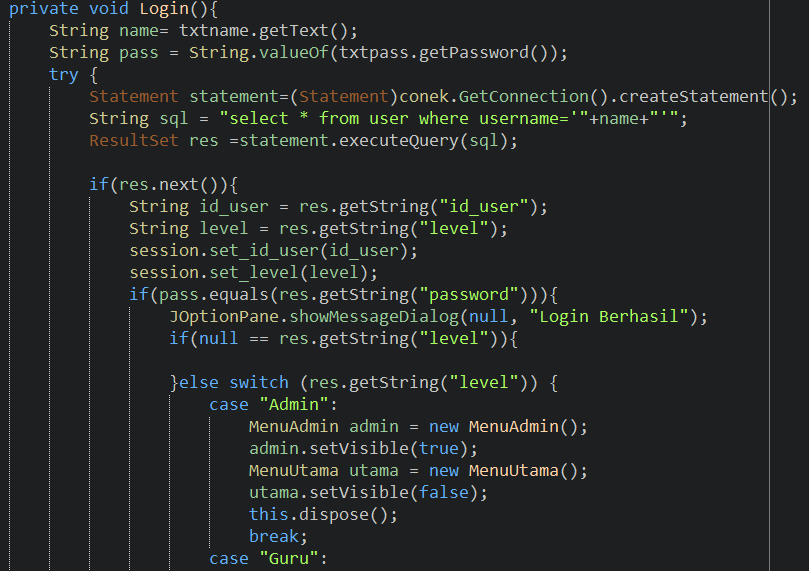 private void Login(){
String name= txtname.getText();
String pass = String.valueOf(txtpass.getPassword());
try {
Statement statement=(Statement)conek.GetConnection().createStatement();
String sql = "select * from user where username='"+name+"'";
ResultSet res =statement.executeQuery(sql);
if(res.next()){
String id_user = res.getString("id_user");
String level = res.getString("level");
session.set_id_user(id_user);
session.set_level(level);
if(pass.equals(res.getString("password"))){
JOptionPane.showMessageDialog(null, "Login Berhasil");
if(null == res.getString("level")){
}else switch (res.getString("level")) {
case "Admin":
MenuAdmin admin = new MenuAdmin();
admin.setVisible(true);
MenuUtama utama = new MenuUtama();
utama.setVisible(false);
this.dispose();
break;
case "Guru":